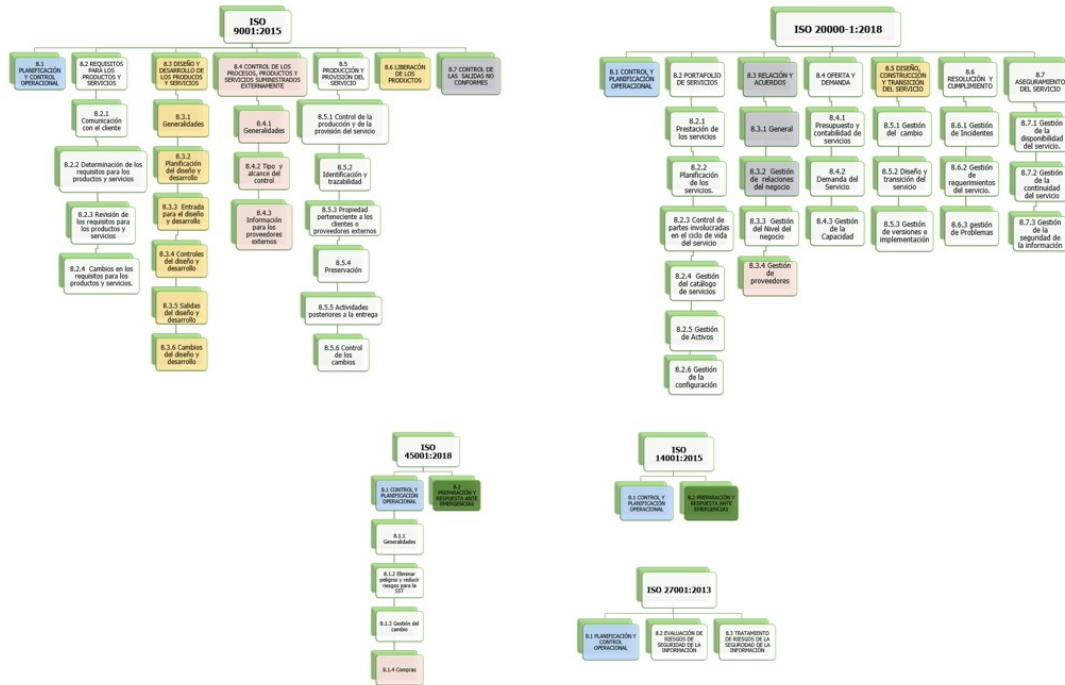 ISO
9001:2015
8.1
PLANIFICACIÓN
Y CONTROL
OPERACIONAL
8.2 REQUISITOS
PARA LOS
PRODUCTOS Y
SERVICIOS
8.2.1
Comunicación
con el cliente
8.2.2 Determinación de los
requisitos para los
productos y servicios
8.2.3 Revisión de
los requisitos para
los productos y
servicios
8.2.4 Cambios en los
requisitos para los
productos y servicios.
8.3 DISEÑO Y
DESARROLLO DE
LOS PRODUCOS Y
SERVICIOS
8.3.1
Generalidades
8.3.2
Planificación
del diseño y
desarrollo
8.3.3 Entrada
para el diseño
y desarrollo
8.3.4 Controles
del diseño y
desarrollo
8.3.5 Salidas
del diseño y
desarrollo
8.3.6 Cambios
del diseño y
desarrollo
8.4 CONTROL DE LOS
PROCESOS, PRODUCTOS Y
SERVICIOS SUMINISTRADOS
EXTERNAMENTE
8.4.1
Generalidades
8.4.2 Tipo y
alcance del
control
8.4.3
Información
para los
proveedores
externos
8.5
PRODUCCIÓN Y
PROVISIÓN DEL
SERVICIO
8.5.1 Control de la
producción y de la
provisión del servicio
8.5.2
Identificación y
trazabilidad
8.5.3 Propiedad
perteneciente a los
clientes o
proveedores externos
8.5.4
Preservación
8.5.5 Actividades
posteriores a la entrega
8.5.6 Control
de los
cambios
8.6 LIBERACIÓN
DE LOS
PRODUCTOS
8.7 CONTROL DE
LAS SALIDAS NO
CONFORMES
ISO 20000-1:2018
8.1 CONTROL Y
PLANIFICACIÓN
OPERACIONAL
8.2 PORTAFOLIO
DE SERVICIOS
8.2.1
Prestación de
los servicios
8.2.2
Planificación
de los
servicios.
8.2.3 Control de
partes involucradas
en el ciclo de vida
del servicio
8.2.4 Gestión
del catálogo
de servicios
8.2.5 Gestión
de Activos
8.2.6 Gestión
de la
configuración
8.3 RELACIÓN Y
ACUERDOS
8.3.1 General
8.3.2 Gestión
de relaciones
del negocio
8.3.3 Gestión
del Nivel del
negocio
8.3.4
Gestión de
proveedores
8.4 OFERTA Y
DEMANDA
8.4.1
Presupuesto y
contabilidad de
servicios
8.4.2
Demanda del
Servicio
8.4.3 Gestión
de la
Capacidad
8.5 DISEÑO,
CONSTRUCCIÓN
Y TRANSICIÓN
DEL SERVICIO
8.5.1 Gestión
del cambio
8.5.2 Diseño y
transición del
servicio
8.5.3 Gestión
de versiones e
implementación
8.6
RESOLUCIÓN Y
CUMPLIMIENTO
8.6.1 Gestión
de Incidentes
8.6.2 Gestión
de
requerimientos
del servicio.
8.6.3 gestión
de Problemas
8.7
ASEGURAMIENTO
DEL SERVICIO
8.7.1 Gestión
de la
disponibilidad
del servicio.
8.7.2 Gestión
de la
continuidad del
servicio
8.7.3 Gestión
de la
seguridad de
la información
ISO
45001:2018
8.1 CONTROL Y
PLANIFICACIÓN
OPERACIONAL
8.1.1
Generalidades
8.1.2 Eliminar
peligros y reducir
riesgos para la
SST
8.1.3 Gestión del
cambio
8.1.4 Compras
8.2
PREPARACIÓN Y
RESPUESTA ANTE
EMERGENCIAS
ISO
14001:2015
8.1 CONTROL Y
PLANIFICACIÓN
OPERACIONAL
8.2 PREPARACIÓN Y
RESPUESTA ANTE
EMERGENCIAS
ISO 27001:2013
8.1 PLANIFICACIÓN Y
CONTROL
OPERACIONAL
8.2 EVALUACIÓN DE
RIESGOS DE
SEGURIDAD DE LA
INFORMACIÓN
8.3 TRATAMIENTO
DE RIESGOS DE LA
SEGURODAD DE LA
INFORMACIÓN